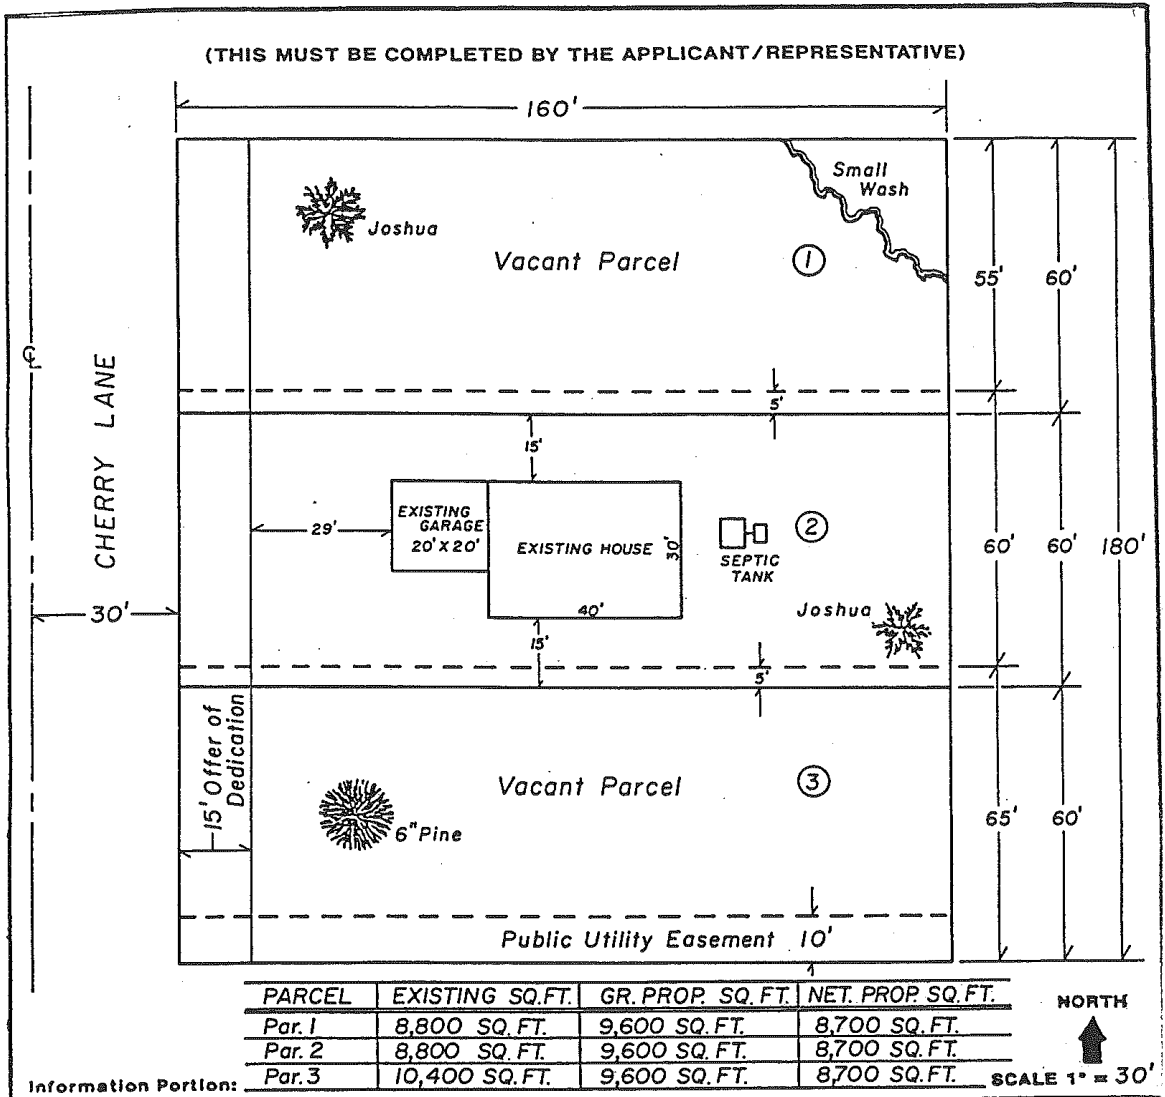 (THIS MUST BE COMPLETED BY THE APPLICANT/REPRESENTATIVE)
160'
Small
Wash
Joshua
Vacant Parcel
1
55'
60'
CL
CHERRY LANE
5'
15'
29'
EXISTING
GARAGE
20' X 20'
EXISTING HOUSE
30'
40'
SEPTIC
TANK
2
60'
60'
180'
30'
Joshua
15'
5'
15' Offer of
Dedication
Vacant Parcel
3
65'
60'
6" Pine
Public Utility Easement 10'
PARCEL EXISTING SQ.FT. GR. PROP. SQ. FT. NET. PROP. SQ. FT.
Par. 1 8,800 SQ. FT. 9,600 SQ. FT. 8,700 SQ. FT.
Par. 2 8,800 SQ. FT. 9,600 SQ. FT. 8,700 SQ. FT.
Par. 3 10,400 SQ. FT. 9,600 SQ. FT. 8,700 SQ. FT.
NORTH
Information Portion:
SCALE 1" = 30'